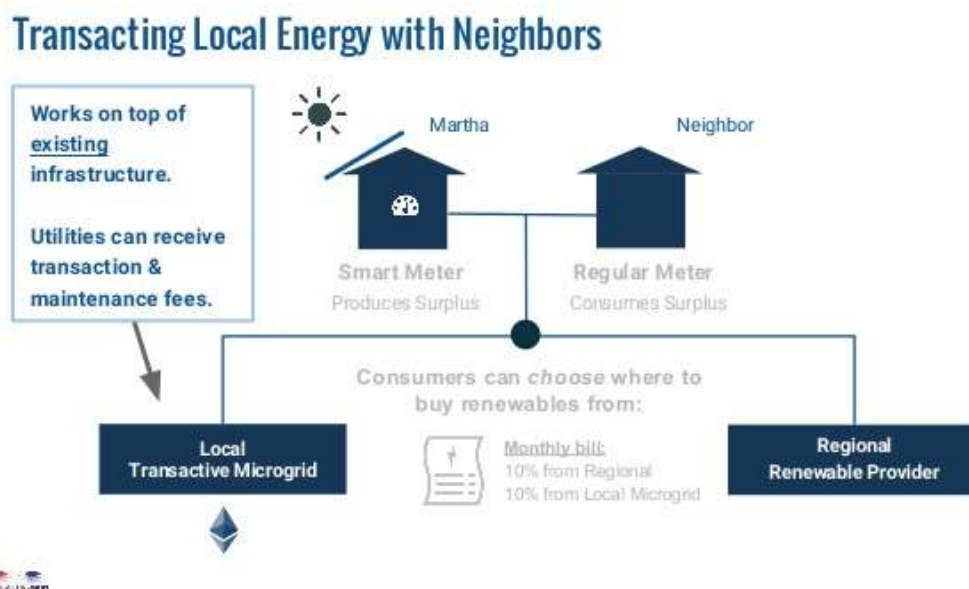 Transacting Local Energy with Neighbors
Works on top of
existing
infrastructure.
Utilities can receive
transaction &
maintenance fees.
Martha
Neighbor
Smart Meter
Produces Surplus
Regular Meter
Consumes Surplus
Consumers can choose where to
buy renewables from:
Monthly bill:
10% from Regional
10% from Local Microgrid
Local
Transactive Microgrid
Regional
Renewable Provider